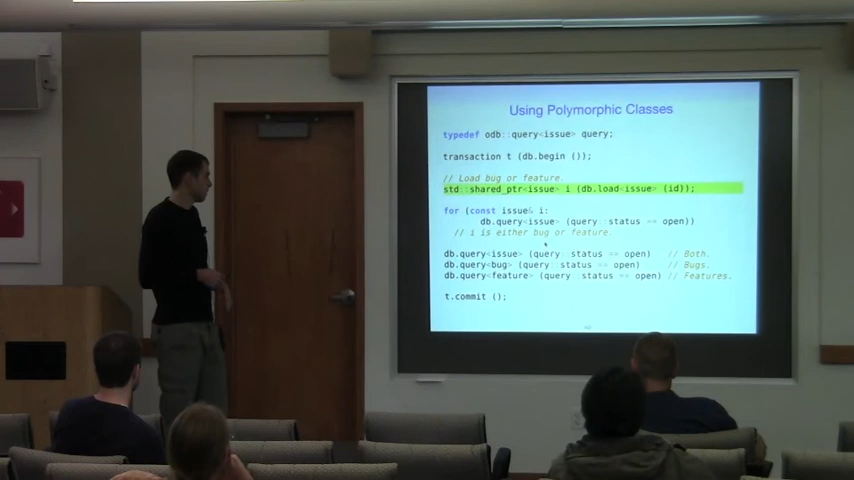 Using Polymorphic Classes
typedef odb::query<issue> query;
transaction t (db.begin ());
// Load bug or feature.
std::shared_ptr<issue> i (db.load<issue> (id));
for (const issue& i:
db.query<issue> (query::status == open))
// i is either bug or feature.
db.query<issue> (query::status == open) // Both.
db.query<bug> (query::status == open) // Bugs.
db.query<feature> (query::status == open) // Features.
t.commit ();